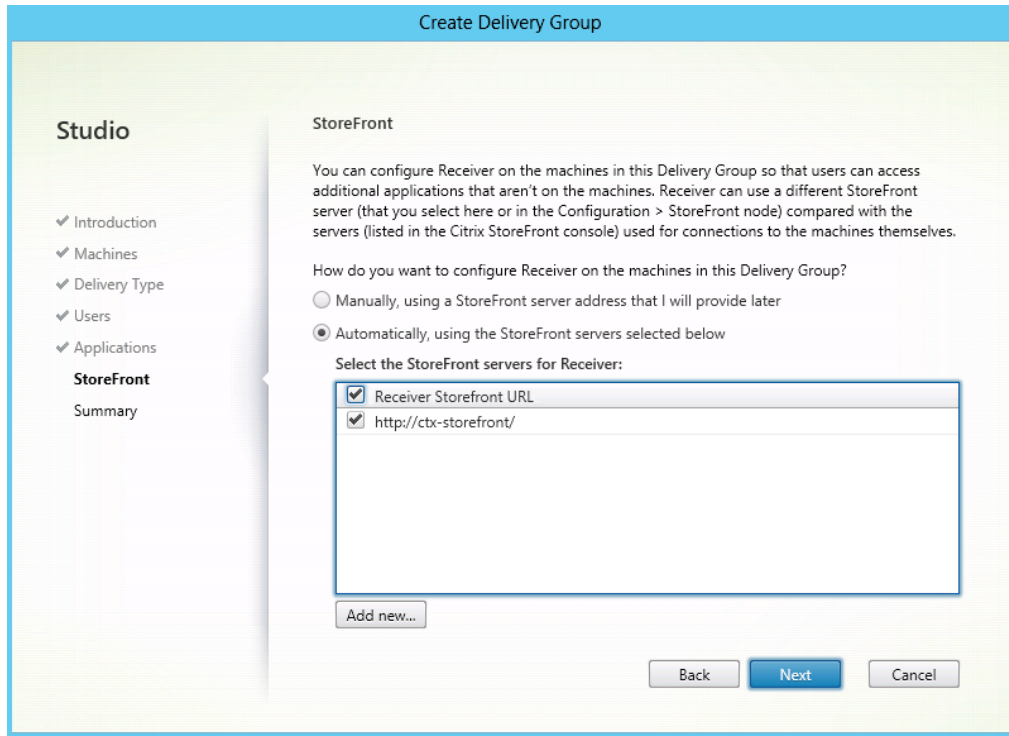 Create Delivery Group
Studio
Introduction
Machines
Delivery Type
Users
Applications
StoreFront
Summary
StoreFront
You can configure Receiver on the machines in this Delivery Group so that users can access
additional applications that aren't on the machines. Receiver can use a different StoreFront
server (that you select here or in the Configuration > StoreFront node) compared with the
servers (listed in the Citrix StoreFront console) used for connections to the machines themselves.
How do you want to configure Receiver on the machines in this Delivery Group?
Manually, using a StoreFront server address that I will provide later
Automatically, using the StoreFront servers selected below
Select the StoreFront servers for Receiver:
Receiver Storefront URL
http://ctx-storefront/
Add new...
Back
Next
Cancel